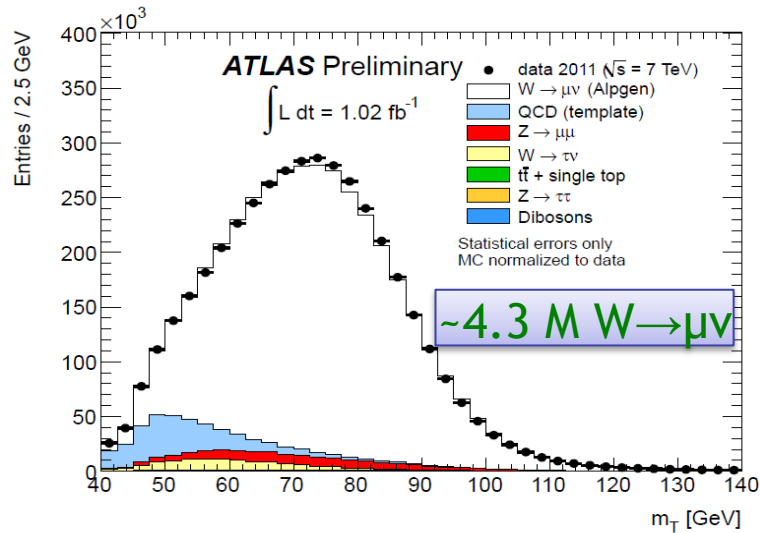 ×10³
400
350
300
250
200
150
100
50
0
Entries / 2.5 GeV
ATLAS Preliminary
∫L dt = 1.02 fb⁻¹
data 2011 (√s = 7 TeV)
W → μν (Alpgen)
QCD (template)
Z → μμ
W → τν
tt̄ + single top
Z → ττ
Dibosons
Statistical errors only
MC normalized to data
~4.3 M W→μν
40 50 60 70 80 90 100 110 120 130 140
m_T [GeV]